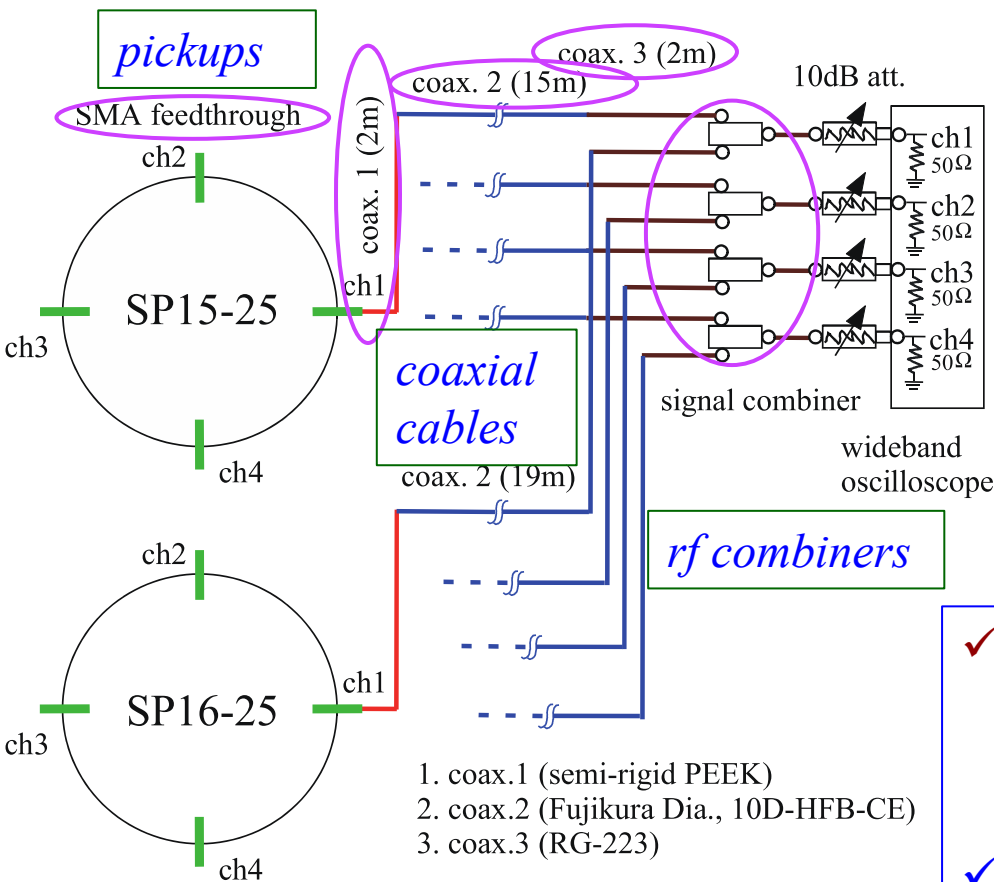 pickups
coax. 3 (2m)
coax. 2 (15m)
10dB att.
SMA feedthrough
coax. 1 (2m)
ch2
ch1
50Ω
ch2
50Ω
ch3
50Ω
ch4
50Ω
ch1
SP15-25
ch3
ch4
coaxial
cables
signal combiner
wideband
oscilloscope
coax. 2 (19m)
rf combiners
ch2
ch1
SP16-25
ch3
ch4
1. coax.1 (semi-rigid PEEK)
2. coax.2 (Fujikura Dia., 10D-HFB-CE)
3. coax.3 (RG-223)